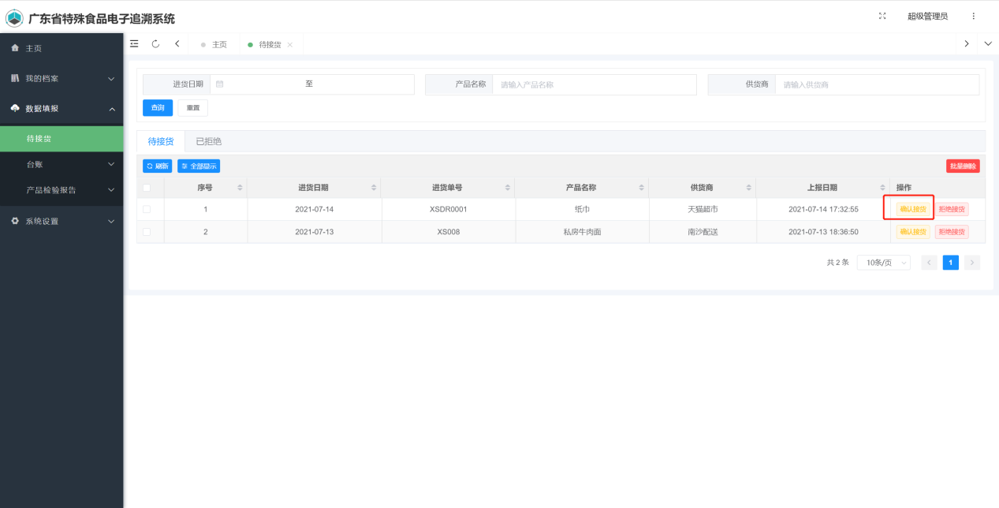 广东省特殊食品电子追溯系统
超级管理员
主页
我的档案
数据填报
待接货
台账
产品检验报告
系统设置
主页
待接货
进货日期
至
产品名称
请输入产品名称
供货商
请输入供货商
查询
重置
待接货
已拒绝
刷新
全部显示
批量删除
序号 进货日期 进货单号 产品名称 供货商 上报日期 操作
1 2021-07-14 XSDR0001 纸巾 天猫超市 2021-07-14 17:32:55 确认接货 拒绝接货
2 2021-07-13 XS008 私房牛肉面 南沙配送 2021-07-13 18:36:50 确认接货 拒绝接货
共 2 条 10条/页 1